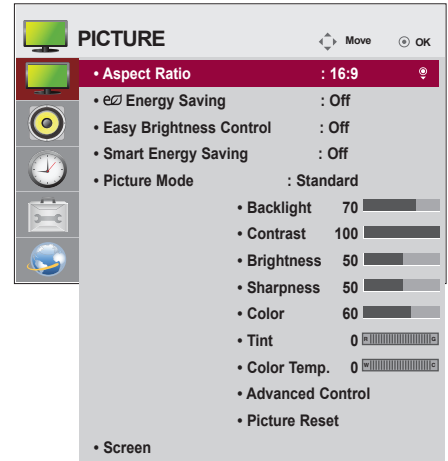 PICTURE Move OK
• Aspect Ratio : 16:9
• Energy Saving : Off
• Easy Brightness Control : Off
• Smart Energy Saving : Off
• Picture Mode : Standard
• Backlight 70
• Contrast 100
• Brightness 50
• Sharpness 50
• Color 60
• Tint 0 R G
• Color Temp. 0 W C
• Advanced Control
• Picture Reset
• Screen